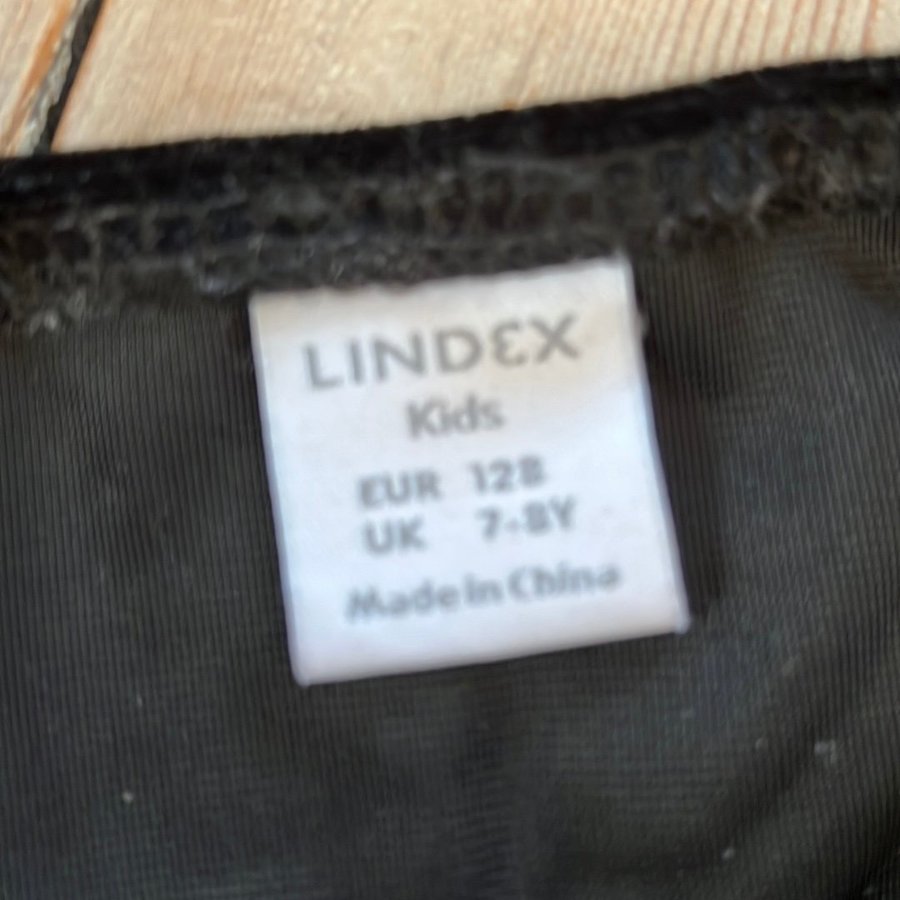 LINDEX
Kids
EUR 128
UK 7-8Y
Made in China